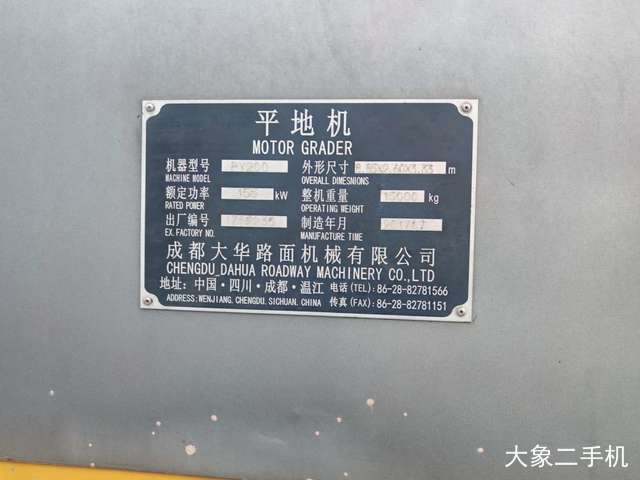 平地机
MOTOR GRADER
机器型号 PY200 外形尺寸 m
MACHINE MODEL OVERALL DIMESNIONS
额定功率 kW 整机重量 15000 kg
RATED POWER OPERATING WEIGHT
出厂编号 制造年月
EX.FACTORY NO. MANUFACTURE TIME
成都大华路面机械有限公司
CHENGDU DAHUA ROADWAY MACHINERY CO.,LTD
地址:中国·四川·成都·温江 电话(TEL):86-28-82781566
ADDRESS:WENJIANG.CHENGDU.SICHUAN.CHINA 传真(FAX):86-28-82781151
大象二手机